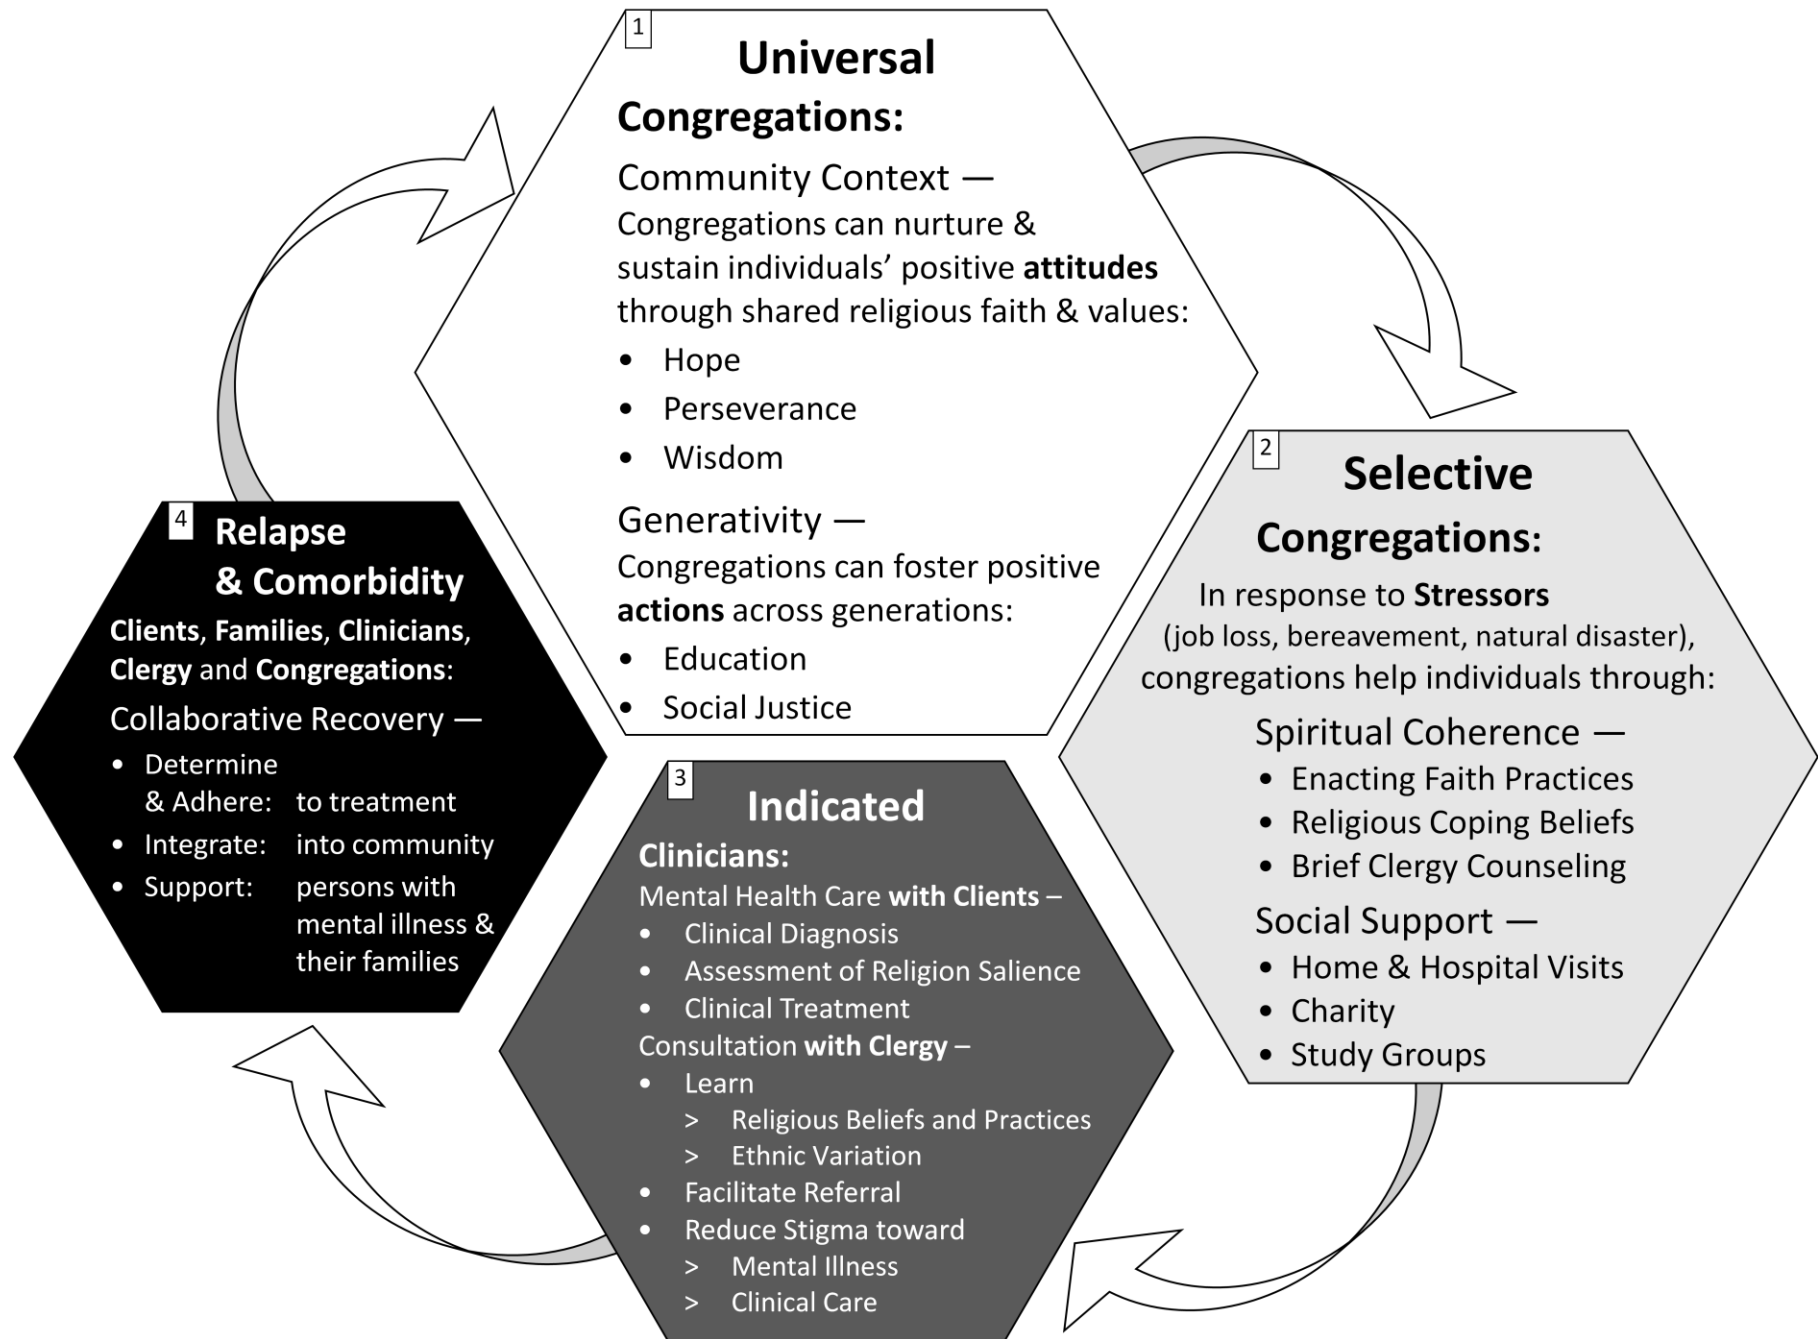 1
Universal
Congregations:
Community Context —
Congregations can nurture &
sustain individuals’ positive attitudes
through shared religious faith & values:
• Hope
• Perseverance
• Wisdom
Generativity —
Congregations can foster positive
actions across generations:
• Education
• Social Justice
2
Selective
Congregations:
In response to Stressors
(job loss, bereavement, natural disaster),
congregations help individuals through:
Spiritual Coherence —
• Enacting Faith Practices
• Religious Coping Beliefs
• Brief Clergy Counseling
Social Support —
• Home & Hospital Visits
• Charity
• Study Groups
3
Indicated
Clinicians:
Mental Health Care with Clients –
• Clinical Diagnosis
• Assessment of Religion Salience
• Clinical Treatment
Consultation with Clergy –
• Learn
> Religious Beliefs and Practices
> Ethnic Variation
• Facilitate Referral
• Reduce Stigma toward
> Mental Illness
> Clinical Care
4
Relapse
& Comorbidity
Clients, Families, Clinicians,
Clergy and Congregations:
Collaborative Recovery —
• Determine
& Adhere: to treatment
• Integrate: into community
• Support: persons with
mental illness &
their families